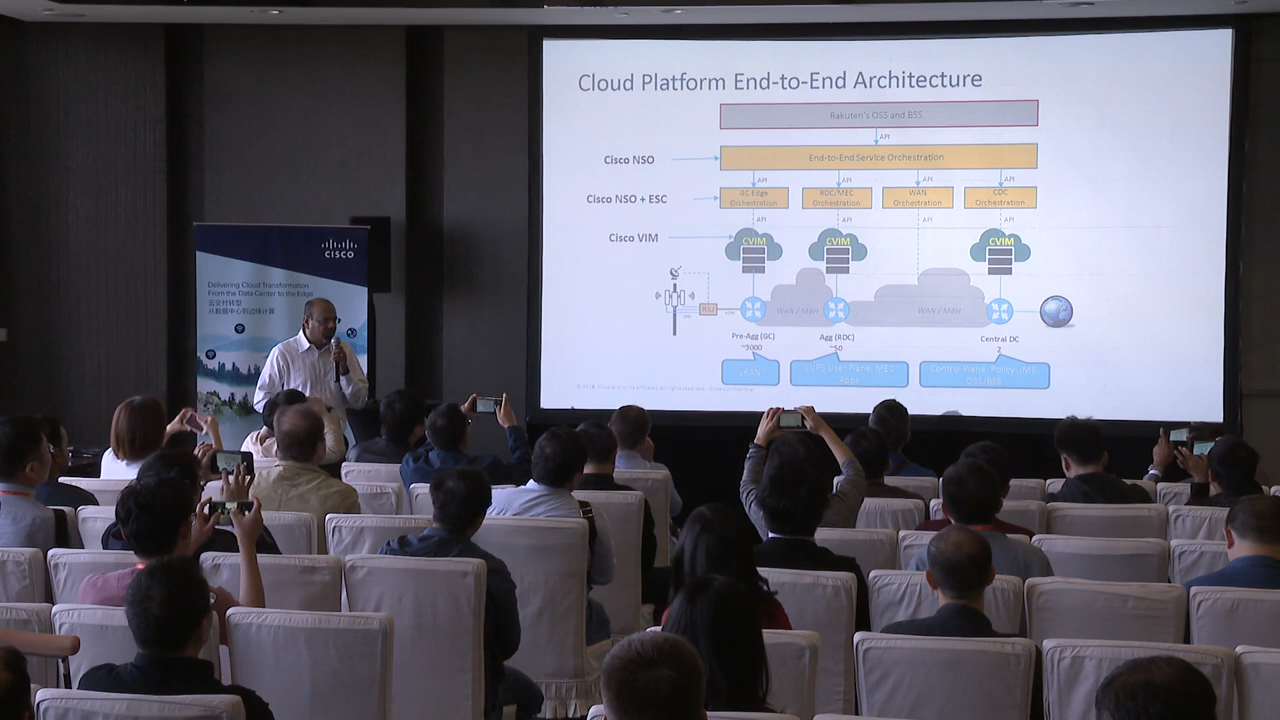 Cloud Platform End-to-End Architecture
Rakuten's OSS and BSS
API
Cisco NSO
End-to-End Service Orchestration
API API API API
Cisco NSO + ESC
GC Edge
Orchestration
RDC/MEC
Orchestration
WAN
Orchestration
CDC
Orchestration
API API API API
Cisco VIM
CVIM CVIM CVIM
RIU
WAN / MBH
WAN / MBH
Pre-Agg (GC)
~3000
Agg (RDC)
~50
Central DC
2
vRAN
CUPS User Plane, MEC
Apps
Control Plane, Policy, IMS
OSS/BSS
CISCO
Delivering Cloud Transformation
From the Data Center to the Edge
云交付转型
从数据中心到边缘计算